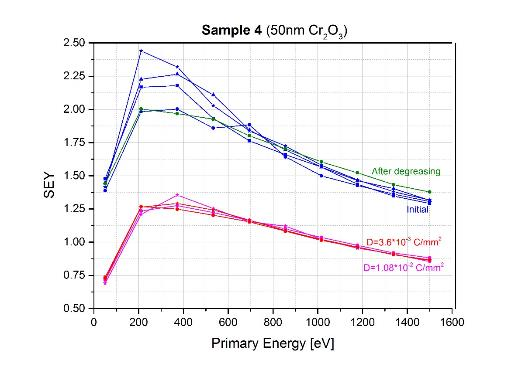 Sample 4 (50nm Cr₂O₃)
2.50
2.25
2.00
1.75
1.50
1.25
1.00
0.75
0.50
SEY
After degreasing
Initial
D=3.6*10⁻³ C/mm²
D=1.08*10⁻² C/mm²
0 200 400 600 800 1000 1200 1400 1600
Primary Energy [eV]